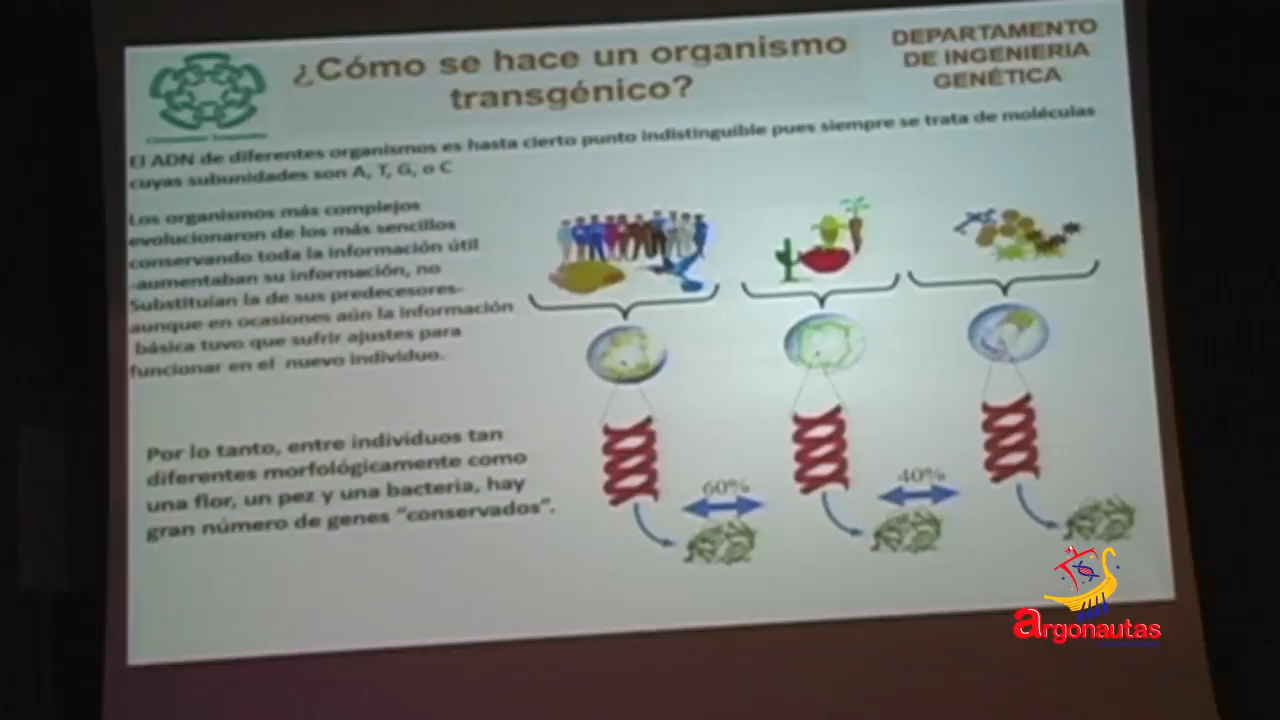 ¿Cómo se hace un organismo
transgénico?
DEPARTAMENTO
DE INGENIERIA
GENÉTICA
El ADN de diferentes organismos es hasta cierto punto indistinguible pues siempre se trata de moléculas
cuyas subunidades son A, T, G, o C
Los organismos más complejos
evolucionaron de los más sencillos
conservando toda la información útil
-aumentaban su información, no
Substituían la de sus predecesores-
aunque en ocasiones aún la información
básica tuvo que sufrir ajustes para
funcionar en el nuevo individuo.
Por lo tanto, entre individuos tan
diferentes morfológicamente como
una flor, un pez y una bacteria, hay
gran número de genes “conservados”.
60%
40%
argonautas